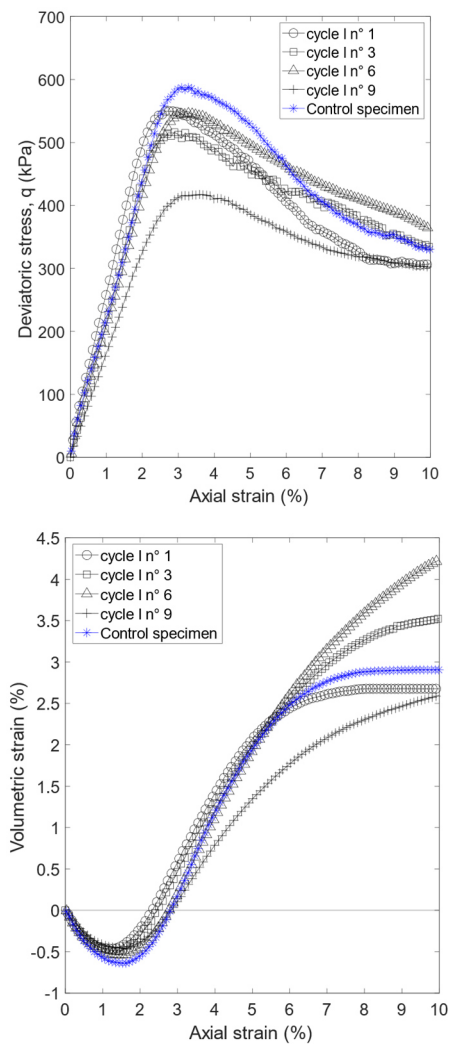 700
600
500
400
300
200
100
0
0 1 2 3 4 5 6 7 8 9 10
Deviatoric stress, q (kPa)
Axial strain (%)
cycle I n° 1
cycle I n° 3
cycle I n° 6
cycle I n° 9
Control specimen
4.5
4
3.5
3
2.5
2
1.5
1
0.5
0
-0.5
-1
0 1 2 3 4 5 6 7 8 9 10
Volumetric strain (%)
Axial strain (%)
cycle I n° 1
cycle I n° 3
cycle I n° 6
cycle I n° 9
Control specimen